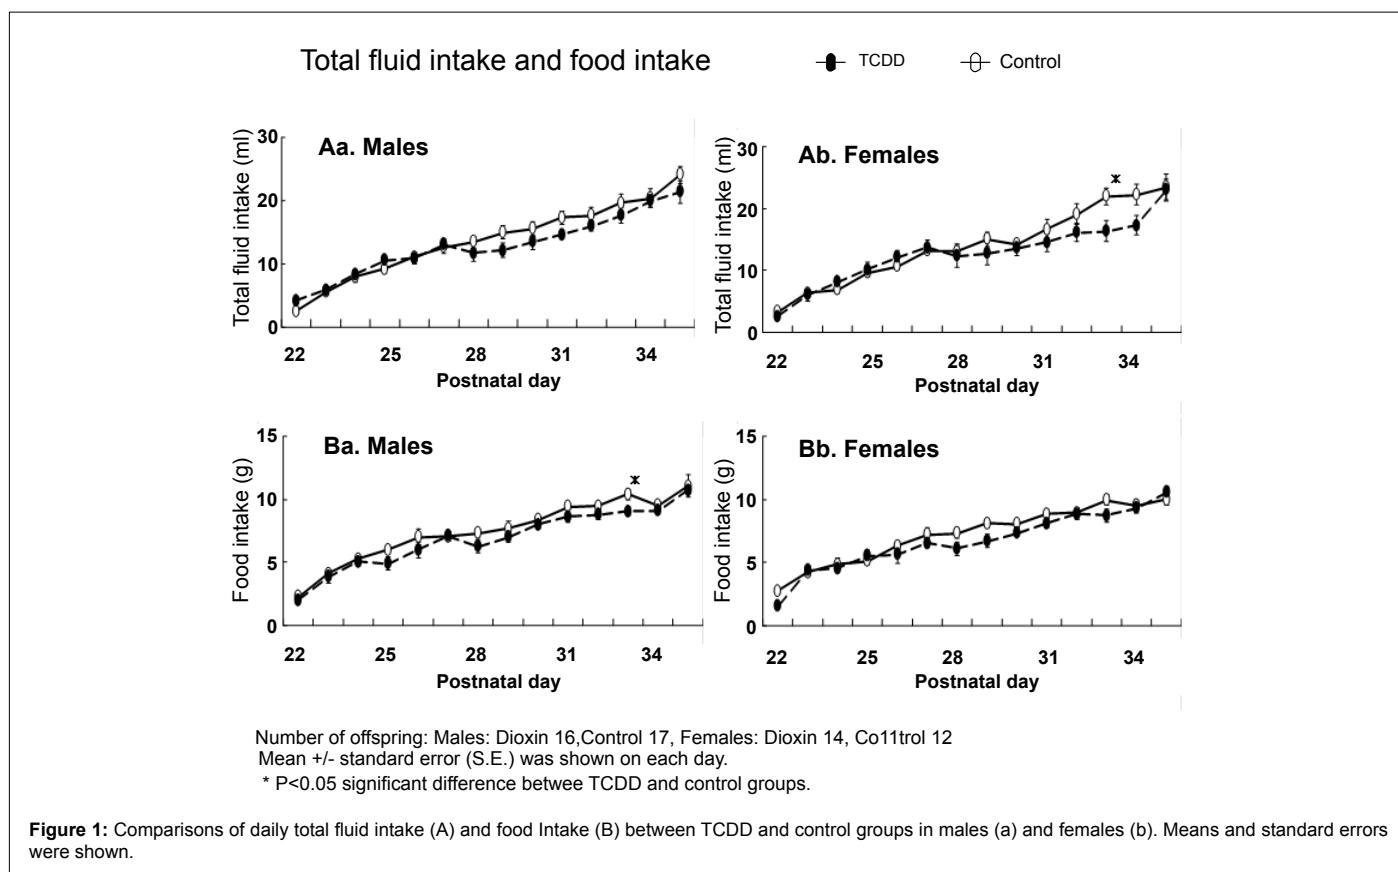 Total fluid intake and food intake
TCDD
Control
Aa. Males
Total fluid intake (ml)
30
20
10
0
22 25 28 31 34
Postnatal day
Ab. Females
*
Total fluid intake (ml)
30
20
10
0
22 25 28 31 34
Postnatal day
Ba. Males
*
Food intake (g)
15
10
5
0
22 25 28 31 34
Postnatal day
Bb. Females
Food intake (g)
15
10
5
0
22 25 28 31 34
Postnatal day
Number of offspring: Males: Dioxin 16,Control 17, Females: Dioxin 14, Co11trol 12
Mean +/- standard error (S.E.) was shown on each day.
* P<0.05 significant difference betwee TCDD and control groups.
Figure 1: Comparisons of daily total fluid intake (A) and food Intake (B) between TCDD and control groups in males (a) and females (b). Means and standard errors
were shown.